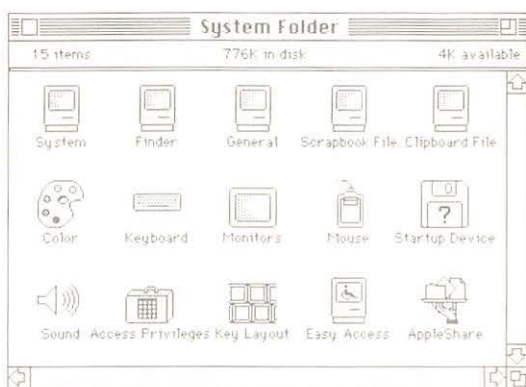 System Folder
15 items 776K in disk 4K available
System Finder General Scrapbook File Clipboard File
Color Keyboard Monitors Mouse Startup Device
?
Sound Access Privileges Key Layout Easy Access AppleShare